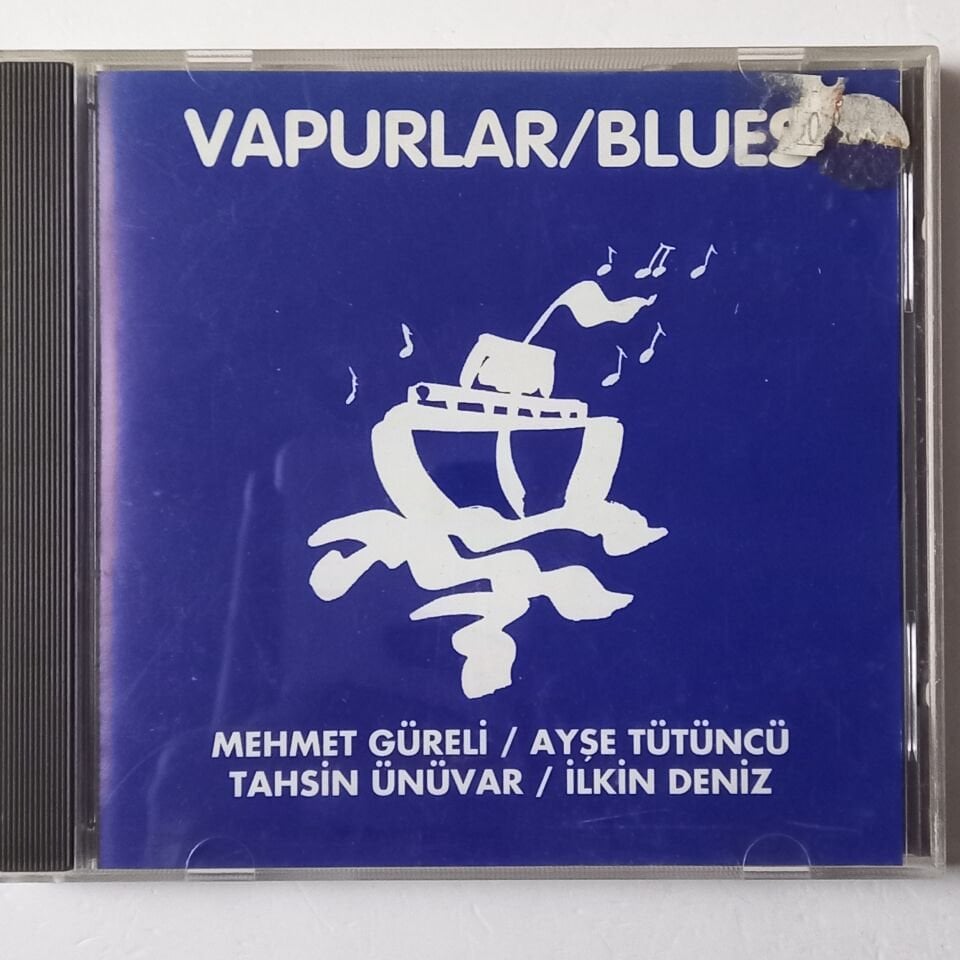 VAPURLAR/BLUES
MEHMET GÜRELİ / AYŞE TÜTÜNCÜ
TAHSİN ÜNÜVAR / İLKİN DENİZ